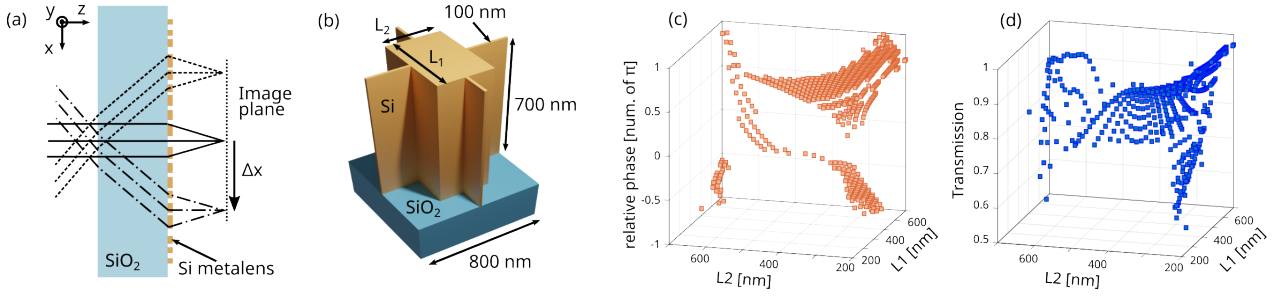 (a)
y
z
x
Image
plane
Δx
SiO2
Si metalens
(b)
L2
L1
100 nm
Si
700 nm
SiO2
800 nm
(c)
relative phase [num. of π]
1
0.5
0
-0.5
-1
600
400
200
L2 [nm]
200
400
600
L1 [nm]
(d)
Transmission
1
0.9
0.8
0.7
0.6
0.5
600
400
200
L2 [nm]
200
400
600
L1 [nm]